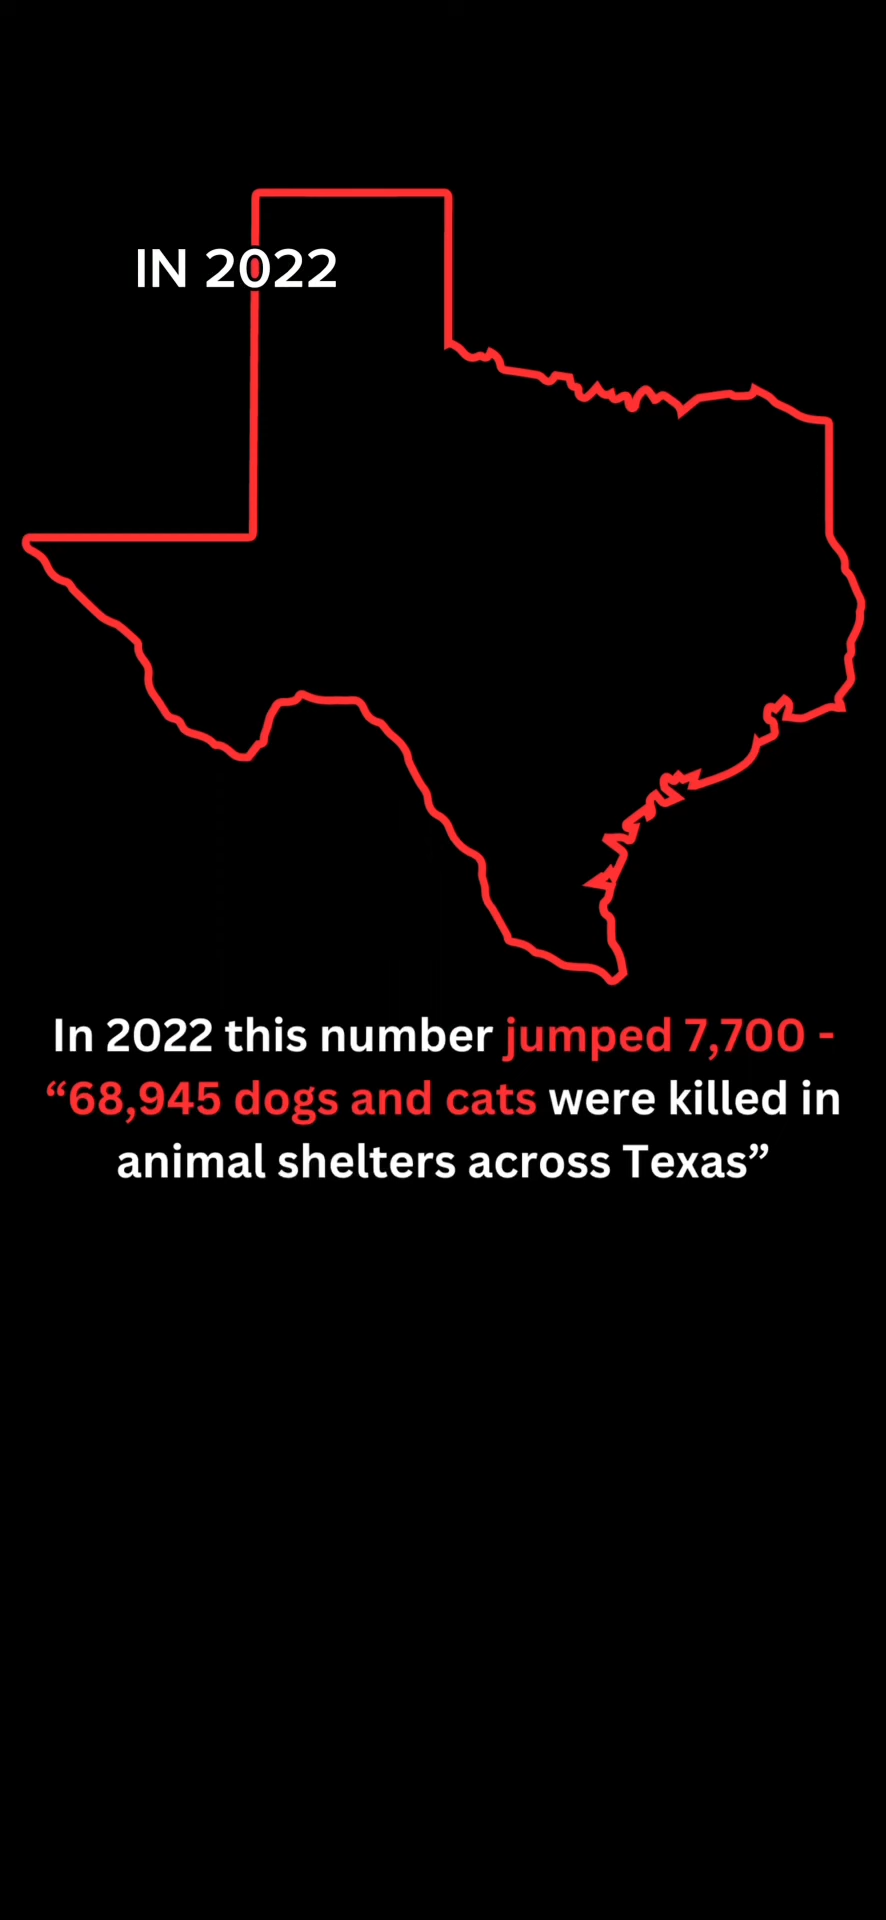 IN 2022
In 2022 this number jumped 7,700 -
“68,945 dogs and cats were killed in
animal shelters across Texas”